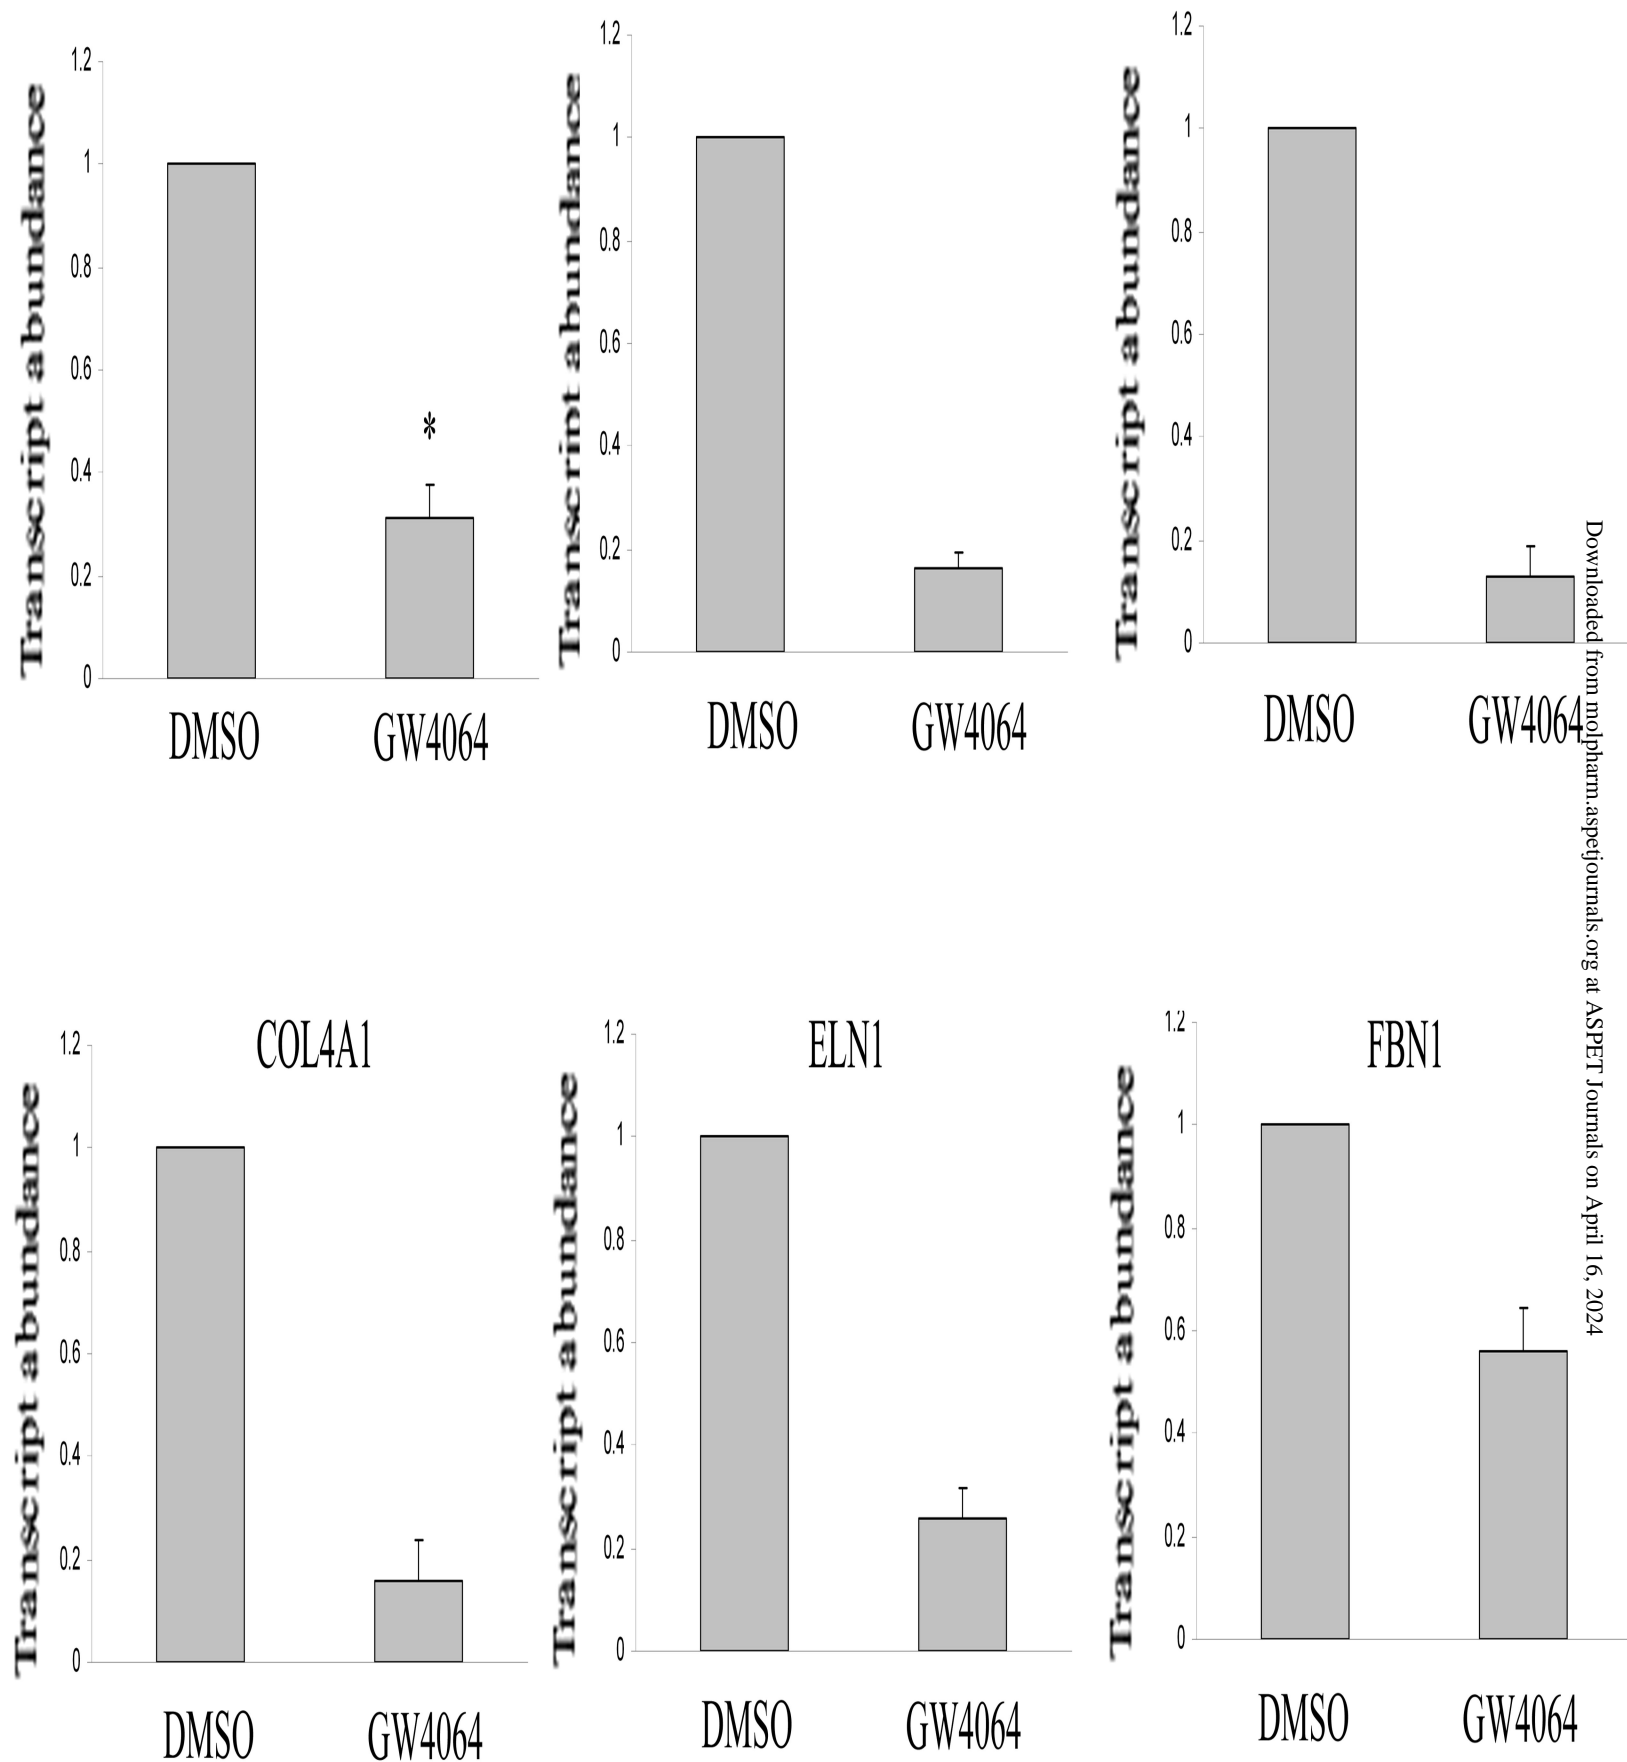 Transcript abundance
1.2
1
0.8
0.6
0.4
0.2
0
*
DMSO
GW4064
Transcript abundance
1.2
1
0.8
0.6
0.4
0.2
0
DMSO
GW4064
Transcript abundance
1.2
1
0.8
0.6
0.4
0.2
0
DMSO
GW4064
COL4A1
Transcript abundance
1.2
1
0.8
0.6
0.4
0.2
0
DMSO
GW4064
ELN1
Transcript abundance
1.2
1
0.8
0.6
0.4
0.2
0
DMSO
GW4064
FBN1
Transcript abundance
1.2
1
0.8
0.6
0.4
0.2
0
DMSO
GW4064
Downloaded from molpharm.aspetjournals.org at ASPET Journals on April 16, 2024